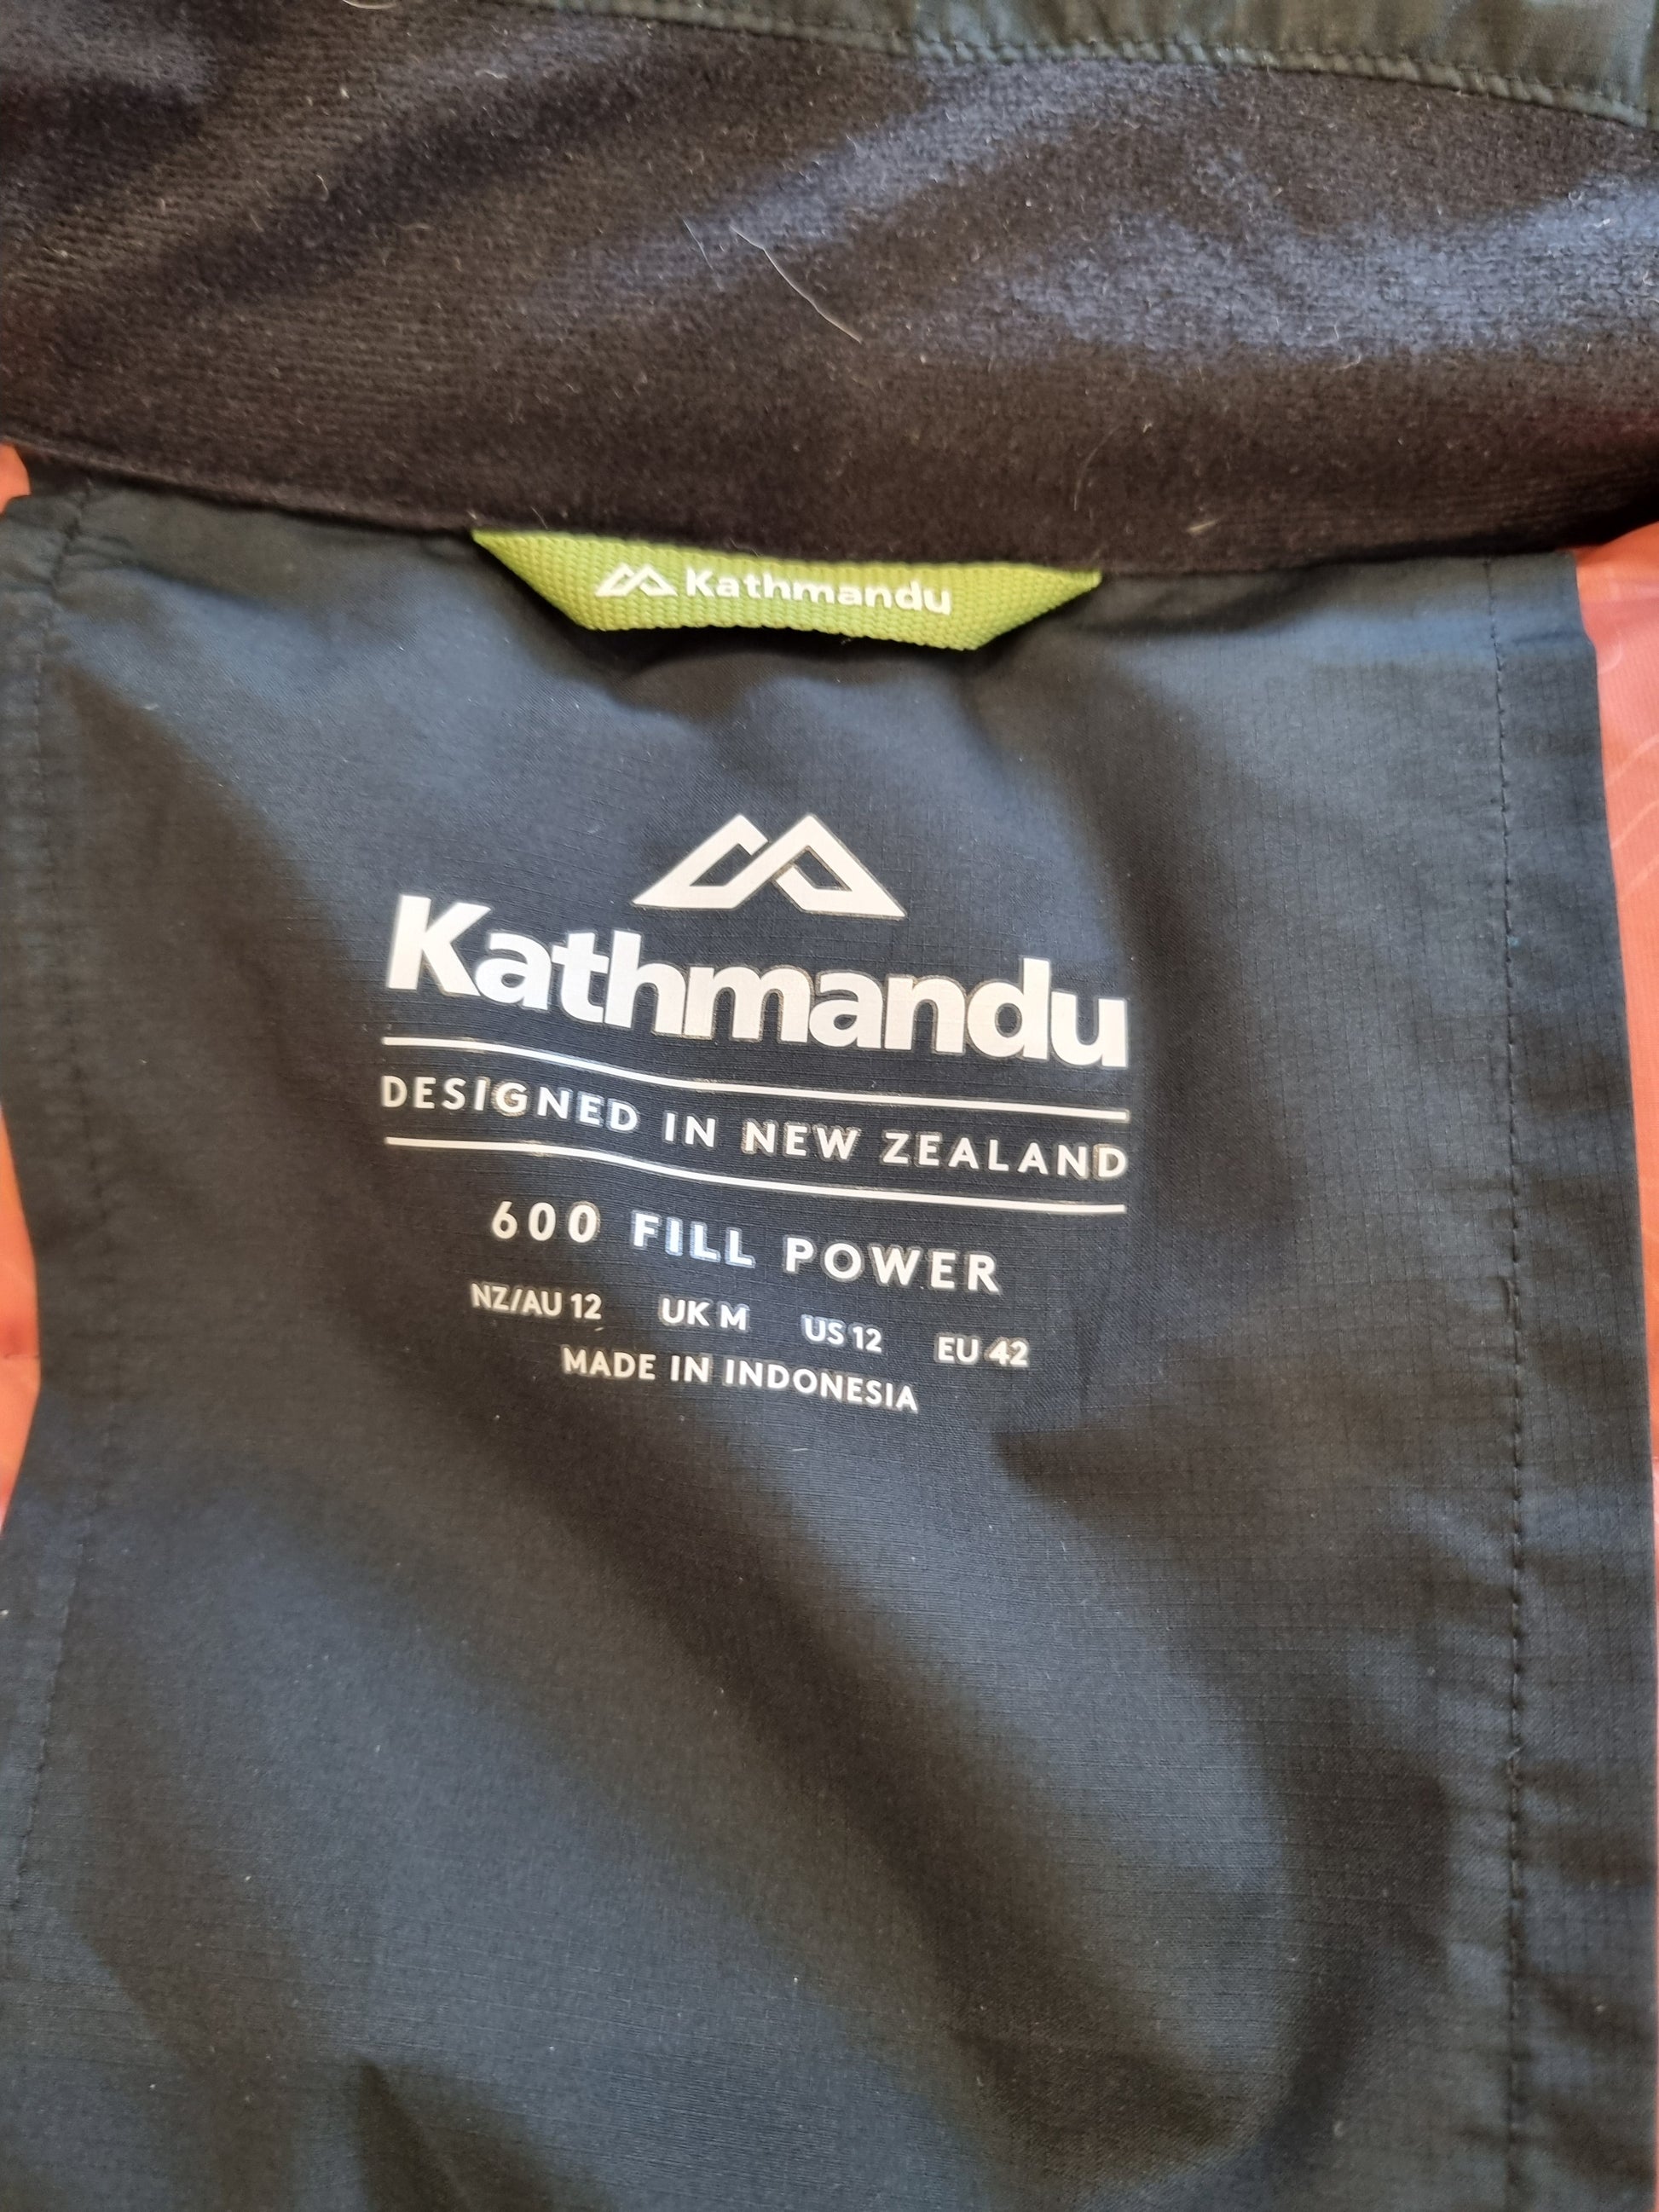 Kathmandu
Kathmandu
DESIGNED IN NEW ZEALAND
600 FILL POWER
NZ/AU 12 UK M US 12 EU 42
MADE IN INDONESIA